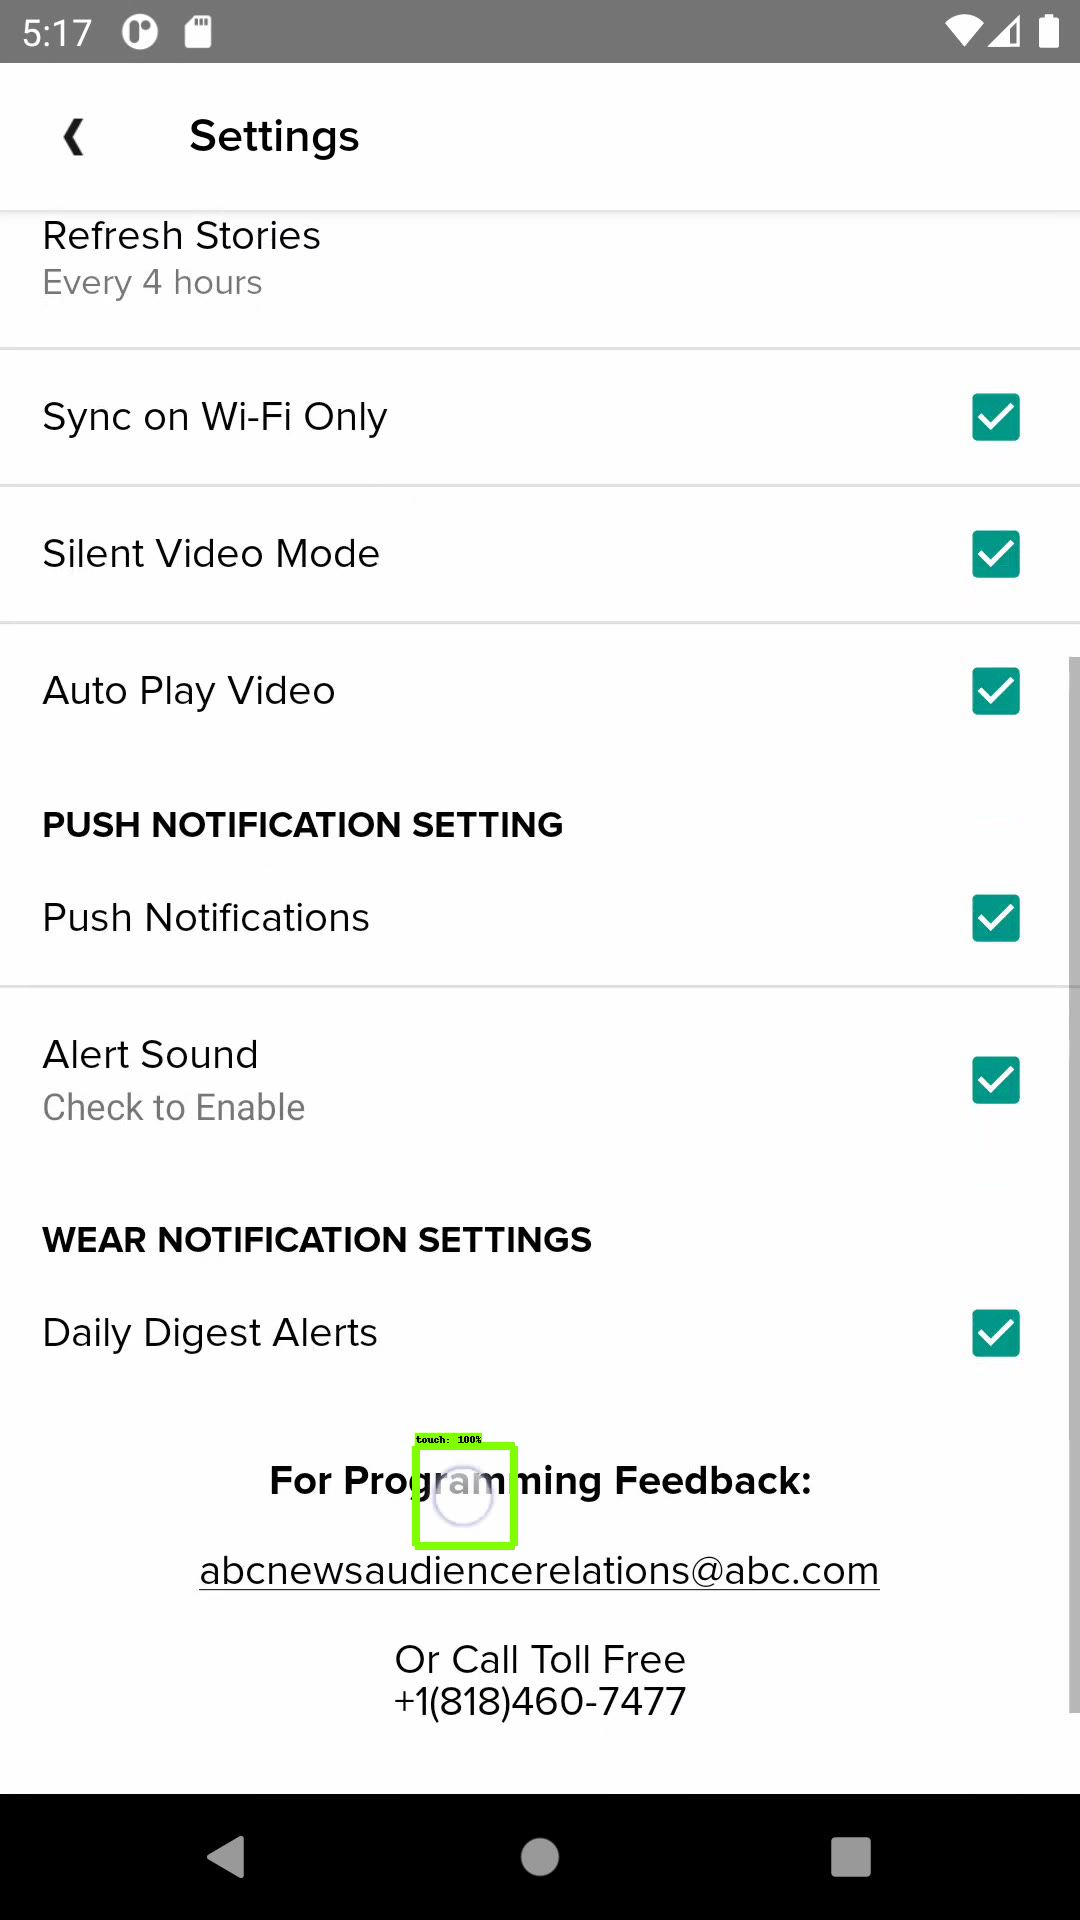 5:17
Settings
Refresh Stories
Every 4 hours
Sync on Wi-Fi Only
Silent Video Mode
Auto Play Video
PUSH NOTIFICATION SETTING
Push Notifications
Alert Sound
Check to Enable
WEAR NOTIFICATION SETTINGS
Daily Digest Alerts
touch: 100%
For Programming Feedback:
abcnewsaudiencerelations@abc.com
Or Call Toll Free
+1(818)460-7477